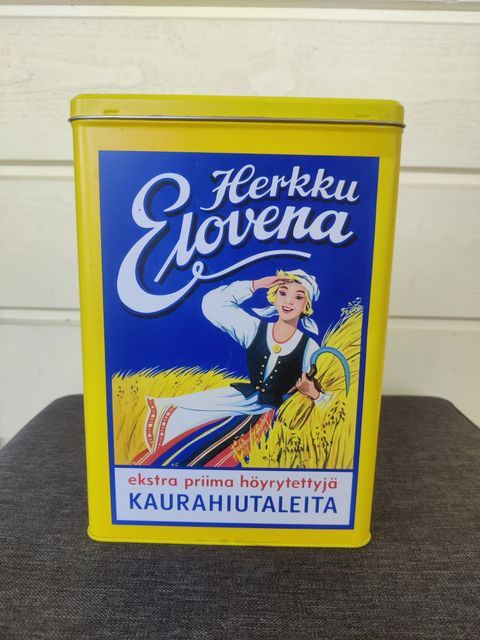 Herkku
Elovena
ekstra priima höyrytettyjä
KAURAHIUTALEITA